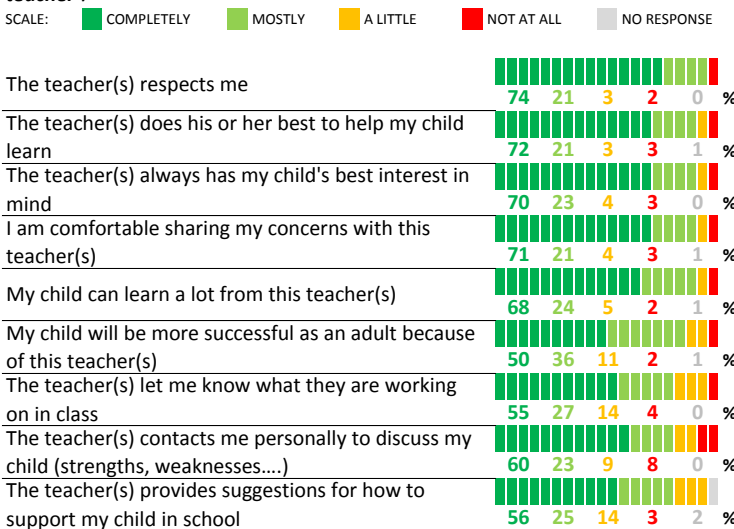 SCALE: COMPLETELY MOSTLY A LITTLE NOT AT ALL NO RESPONSE
The teacher(s) respects me
74 21 3 2 0 %
The teacher(s) does his or her best to help my child
learn
72 21 3 3 1 %
The teacher(s) always has my child's best interest in
mind
70 23 4 3 0 %
I am comfortable sharing my concerns with this
teacher(s)
71 21 4 3 1 %
My child can learn a lot from this teacher(s)
68 24 5 2 1 %
My child will be more successful as an adult because
of this teacher(s)
50 36 11 2 1 %
The teacher(s) let me know what they are working
on in class
55 27 14 4 0 %
The teacher(s) contacts me personally to discuss my
child (strengths, weaknesses....)
60 23 9 8 0 %
The teacher(s) provides suggestions for how to
support my child in school
56 25 14 3 2 %